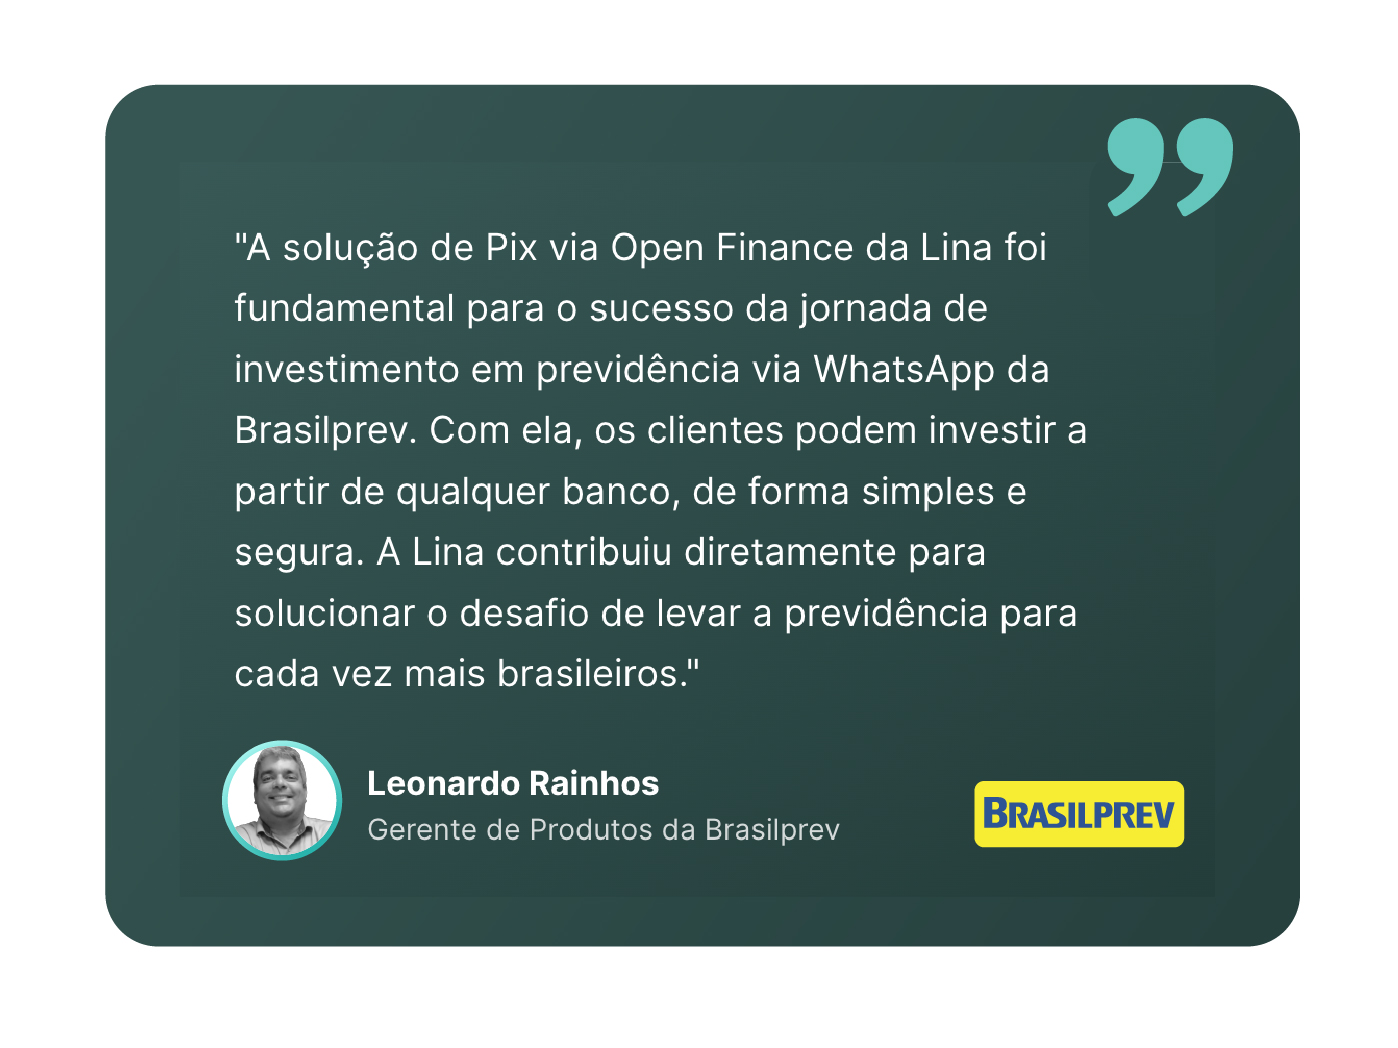 "A solução de Pix via Open Finance da Lina foi
fundamental para o sucesso da jornada de
investimento em previdência via WhatsApp da
Brasilprev. Com ela, os clientes podem investir a
partir de qualquer banco, de forma simples e
segura. A Lina contribuiu diretamente para
solucionar o desafio de levar a previdência para
cada vez mais brasileiros."
Leonardo Rainhos
Gerente de Produtos da Brasilprev
BRASILPREV